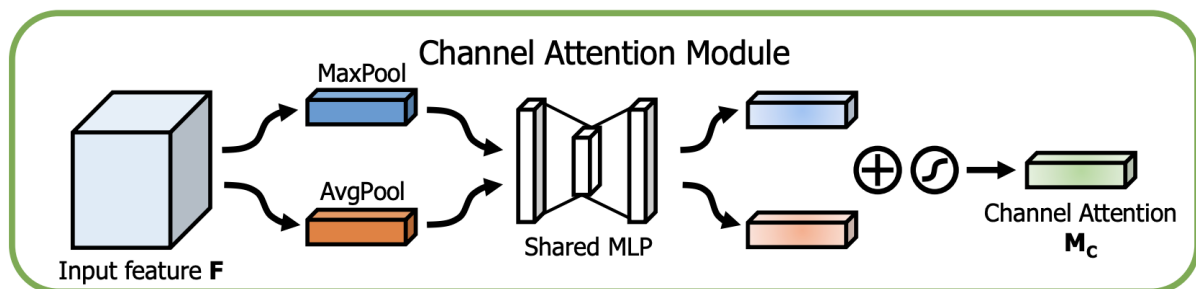 Channel Attention Module
MaxPool
AvgPool
Shared MLP
Input feature F
Channel Attention
Mc